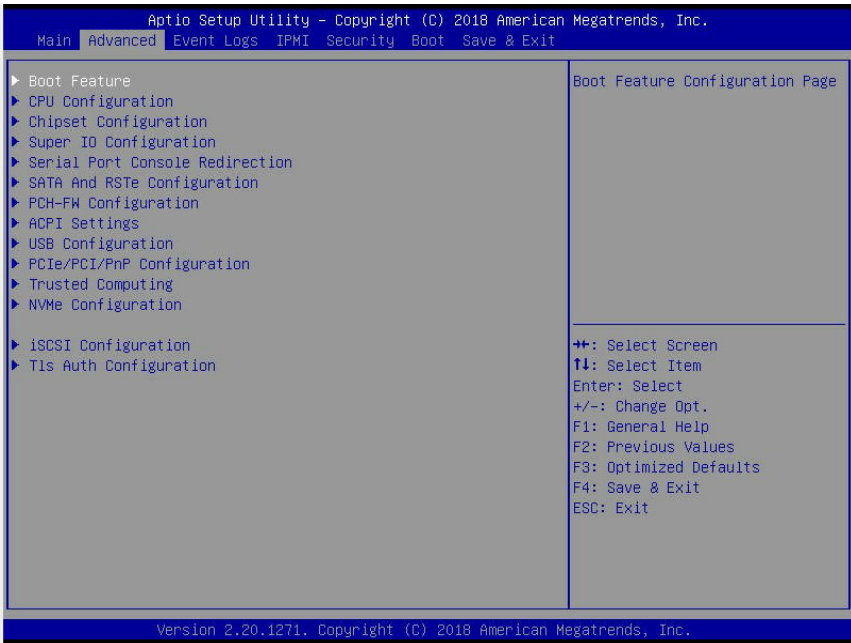 Aptio Setup Utility – Copyright (C) 2018 American Megatrends, Inc.
Main Advanced Event Logs IPMI Security Boot Save & Exit
▶ Boot Feature
▶ CPU Configuration
▶ Chipset Configuration
▶ Super IO Configuration
▶ Serial Port Console Redirection
▶ SATA And RSTe Configuration
▶ PCH-FW Configuration
▶ ACPI Settings
▶ USB Configuration
▶ PCIe/PCI/PnP Configuration
▶ Trusted Computing
▶ NVMe Configuration
▶ iSCSI Configuration
▶ Tls Auth Configuration
Boot Feature Configuration Page
→←: Select Screen
↑↓: Select Item
Enter: Select
+/-: Change Opt.
F1: General Help
F2: Previous Values
F3: Optimized Defaults
F4: Save & Exit
ESC: Exit
Version 2.20.1271. Copyright (C) 2018 American Megatrends, Inc.